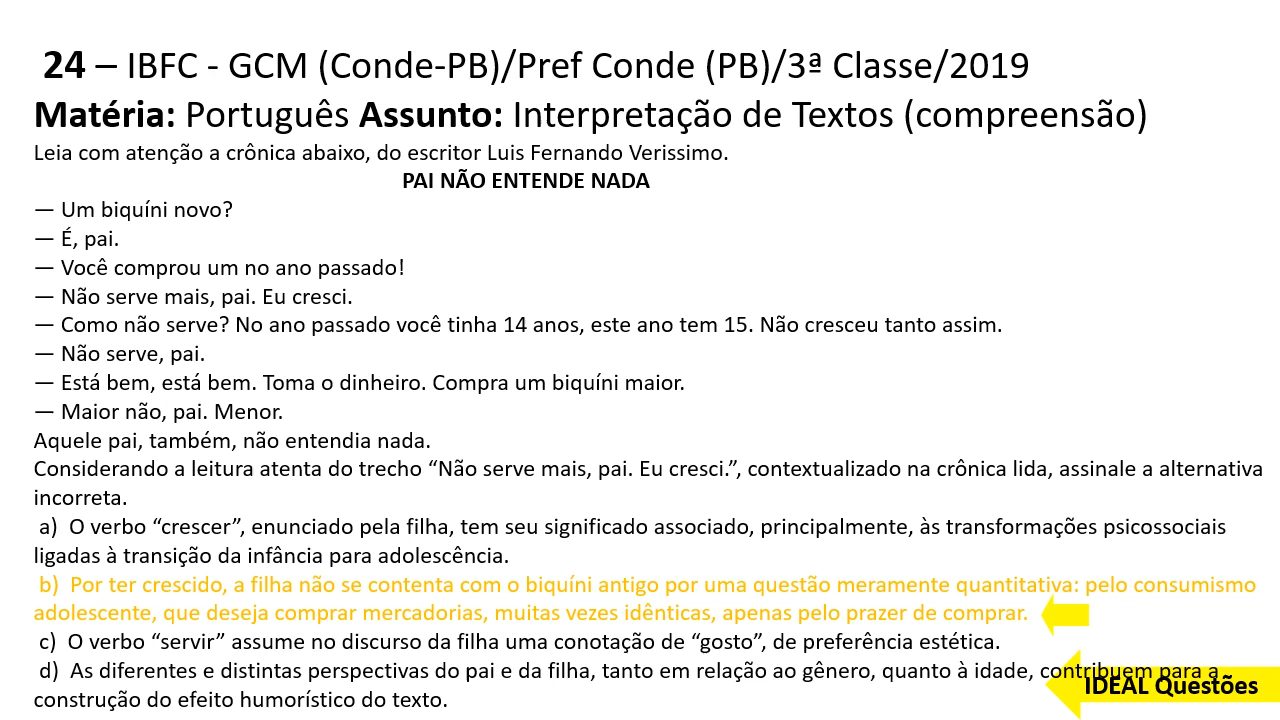 24 – IBFC - GCM (Conde-PB)/Pref Conde (PB)/3ª Classe/2019
Matéria: Português Assunto: Interpretação de Textos (compreensão)
Leia com atenção a crônica abaixo, do escritor Luis Fernando Verissimo.
PAI NÃO ENTENDE NADA
— Um biquíni novo?
— É, pai.
— Você comprou um no ano passado!
— Não serve mais, pai. Eu cresci.
— Como não serve? No ano passado você tinha 14 anos, este ano tem 15. Não cresceu tanto assim.
— Não serve, pai.
— Está bem, está bem. Toma o dinheiro. Compra um biquíni maior.
— Maior não, pai. Menor.
Aquele pai, também, não entendia nada.
Considerando a leitura atenta do trecho “Não serve mais, pai. Eu cresci.”, contextualizado na crônica lida, assinale a alternativa
incorreta.
a) O verbo “crescer”, enunciado pela filha, tem seu significado associado, principalmente, às transformações psicossociais
ligadas à transição da infância para adolescência.
b) Por ter crescido, a filha não se contenta com o biquíni antigo por uma questão meramente quantitativa: pelo consumismo
adolescente, que deseja comprar mercadorias, muitas vezes idênticas, apenas pelo prazer de comprar.
c) O verbo “servir” assume no discurso da filha uma conotação de “gosto”, de preferência estética.
d) As diferentes e distintas perspectivas do pai e da filha, tanto em relação ao gênero, quanto à idade, contribuem para a
construção do efeito humorístico do texto.
IDEAL Questões